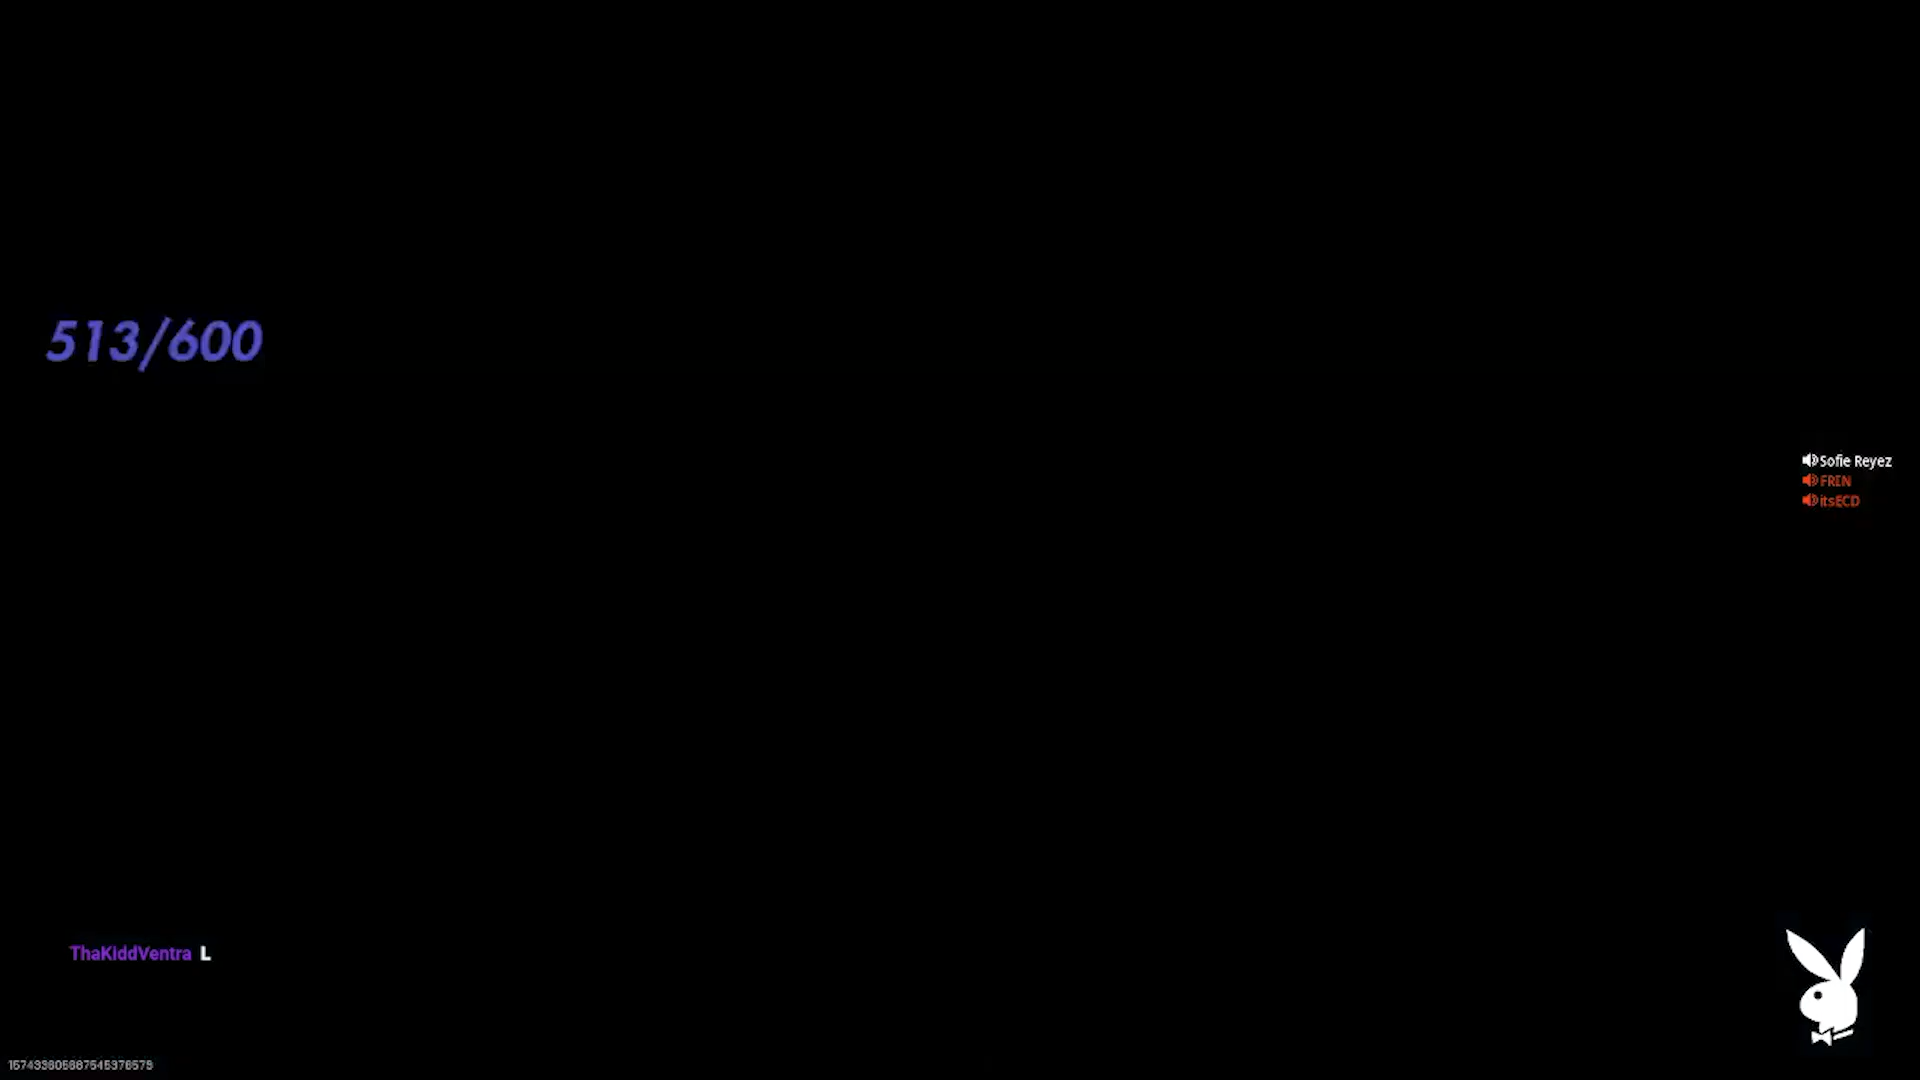 513/600
Sofie Reyez
FRIN
itsECD
ThaKiddVentra L